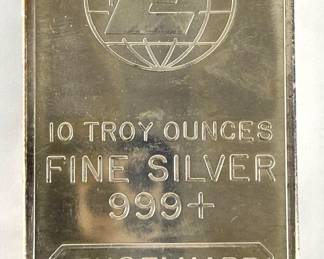 E
10 TROY OUNCES
FINE SILVER
999+